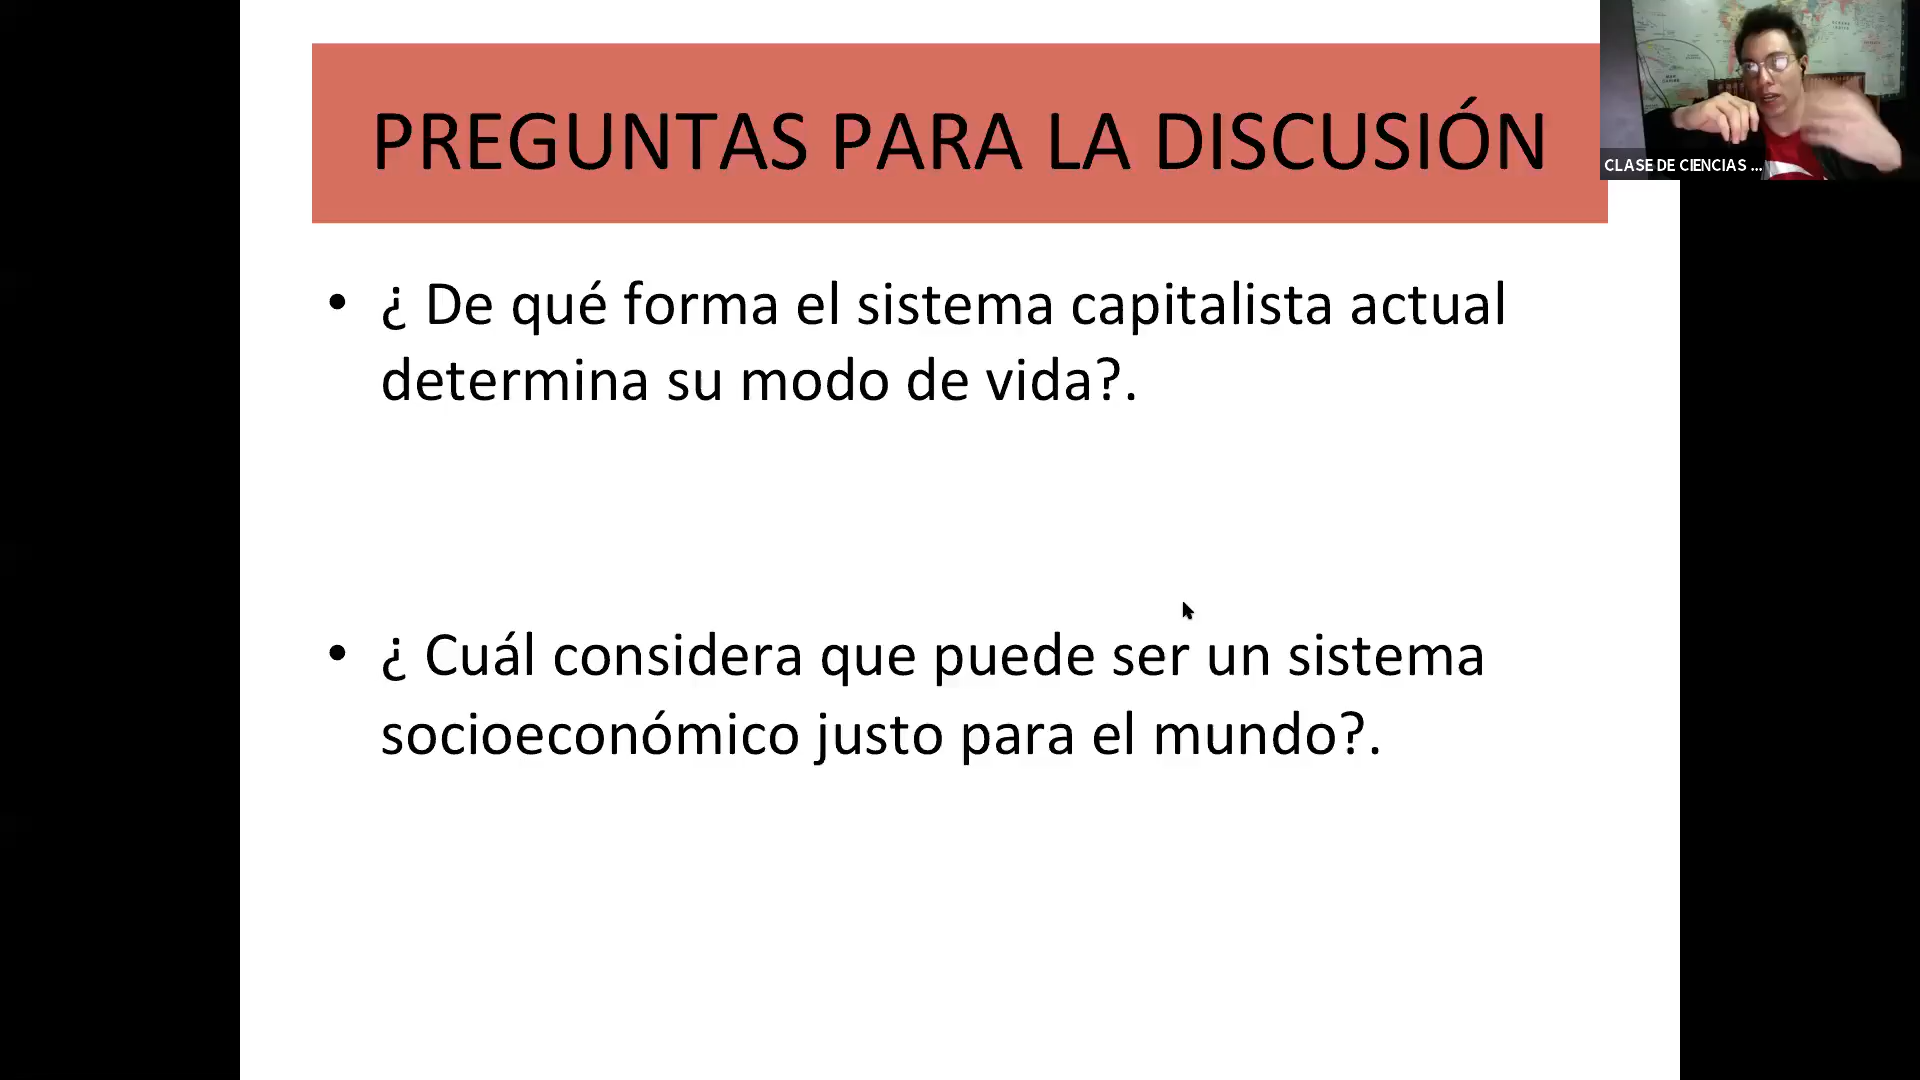 PREGUNTAS PARA LA DISCUSIÓN
CLASE DE CIENCIAS ...
• ¿ De qué forma el sistema capitalista actual
determina su modo de vida?.
• ¿ Cuál considera que puede ser un sistema
socioeconómico justo para el mundo?.